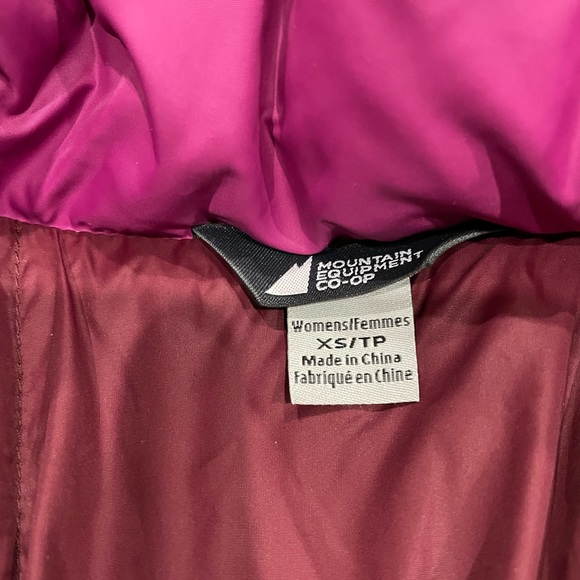 MOUNTAIN
EQUIPMENT
CO-OP
Womens/Femmes
XS/TP
Made in China
Fabriqué en Chine